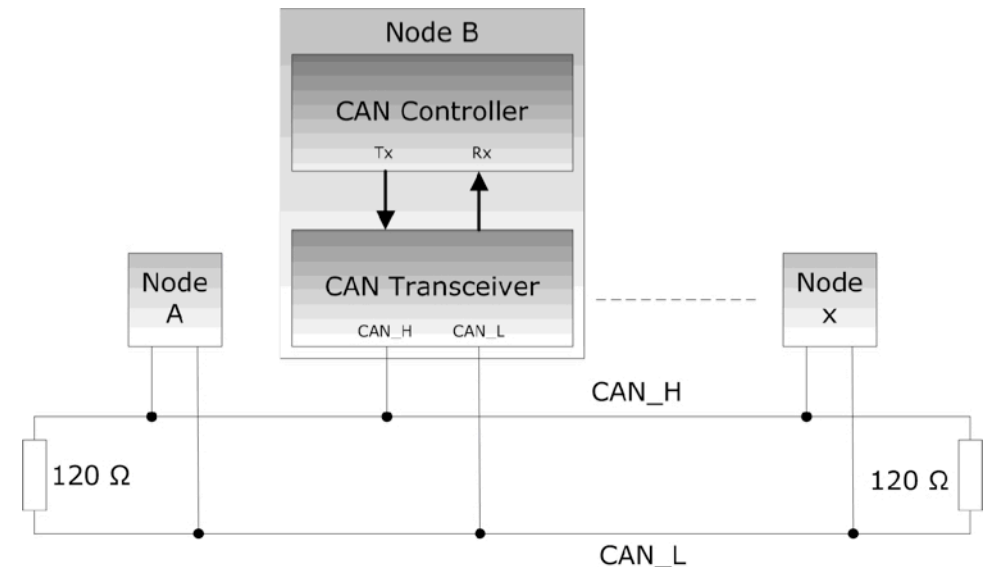 Node B
CAN Controller
Tx Rx
Node
A
CAN Transceiver
CAN_H CAN_L
Node
x
CAN_H
120 Ω
120 Ω
CAN_L